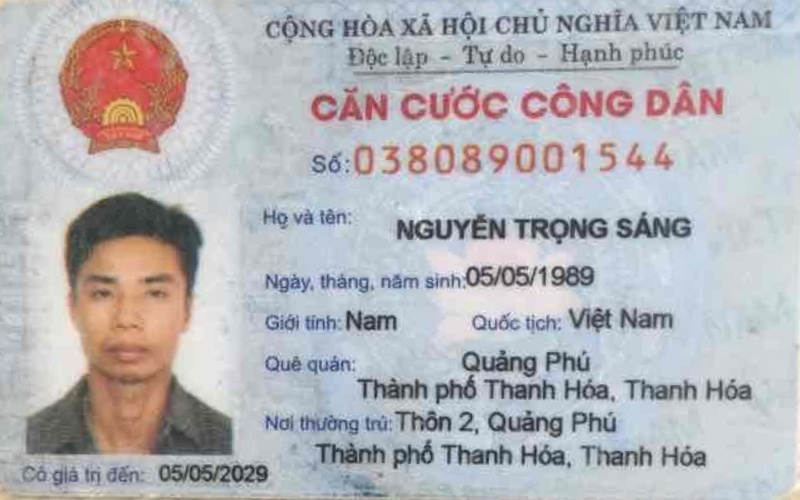 CỘNG HÒA XÃ HỘI CHỦ NGHĨA VIỆT NAM
Độc lập - Tự do - Hạnh phúc
CĂN CƯỚC CÔNG DÂN
Số: 038089001544
Họ và tên: NGUYỄN TRỌNG SÁNG
Ngày, tháng, năm sinh: 05/05/1989
Giới tính: Nam Quốc tịch: Việt Nam
Quê quán: Quảng Phú
Thành phố Thanh Hóa, Thanh Hóa
Nơi thường trú: Thôn 2, Quảng Phú
Thành phố Thanh Hóa, Thanh Hóa
Có giá trị đến: 05/05/2029